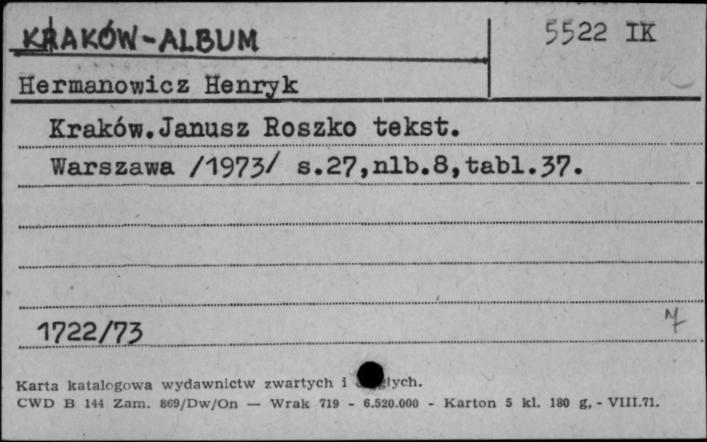 KRAKÓW-ALBUM
5522 IK
Hermanowicz Henryk
Kraków.Janusz Roszko tekst.
Warszawa /1973/ s.27,nlb.8,tabl.37.
1722/73
Karta katalogowa wydawnictw zwartych i
CWD B 144 Zam. 869/Dw/On — Wrak 719 - 6.520.000 - Karton 5 kl. 180 g, - VIII.71.